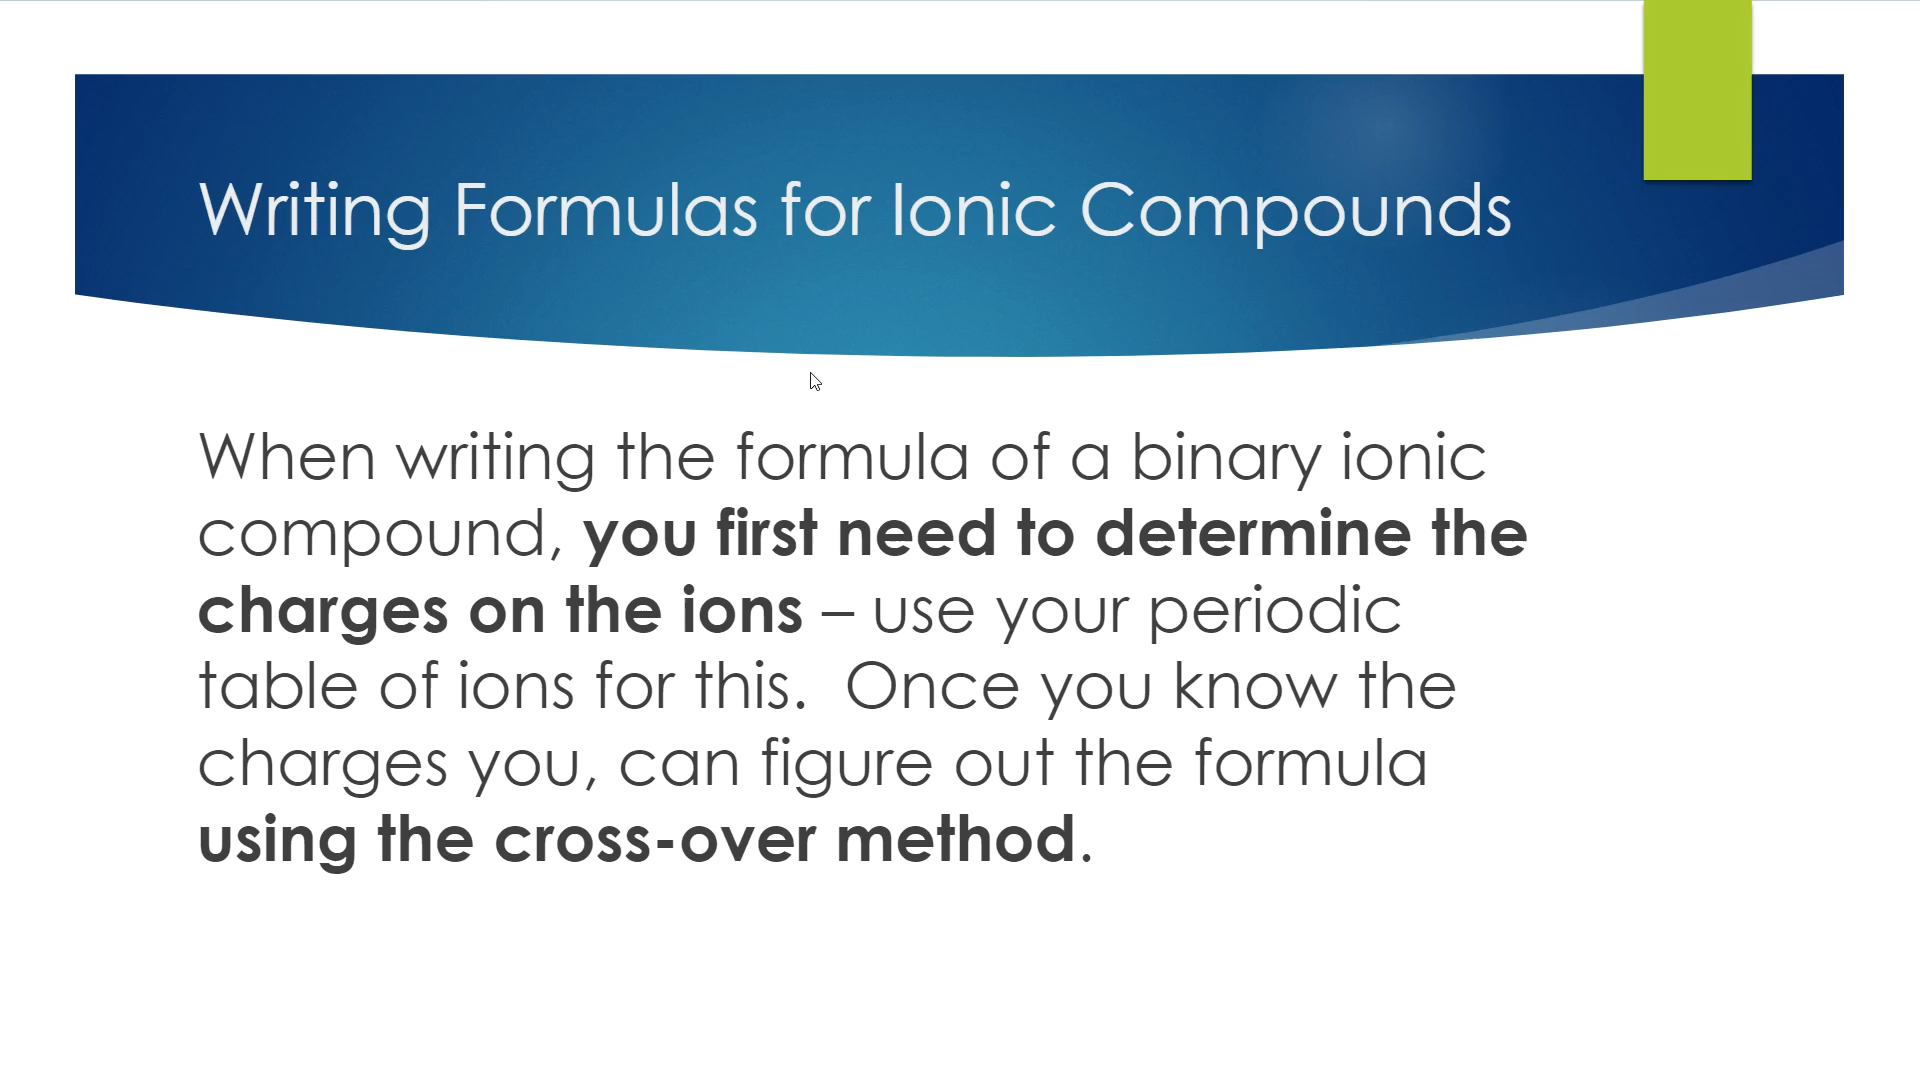 Writing Formulas for Ionic Compounds
When writing the formula of a binary ionic
compound, you first need to determine the
charges on the ions – use your periodic
table of ions for this.  Once you know the
charges you, can figure out the formula
using the cross-over method.